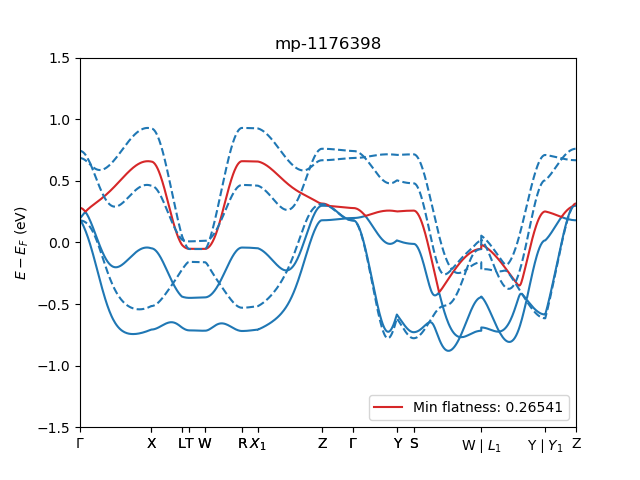 mp-1176398
1.5
1.0
0.5
0.0
−0.5
−1.0
−1.5
E − E_F (eV)
Min flatness: 0.26541
Γ X LT W R X₁ Z Γ Y S W | L₁ Y | Y₁ Z